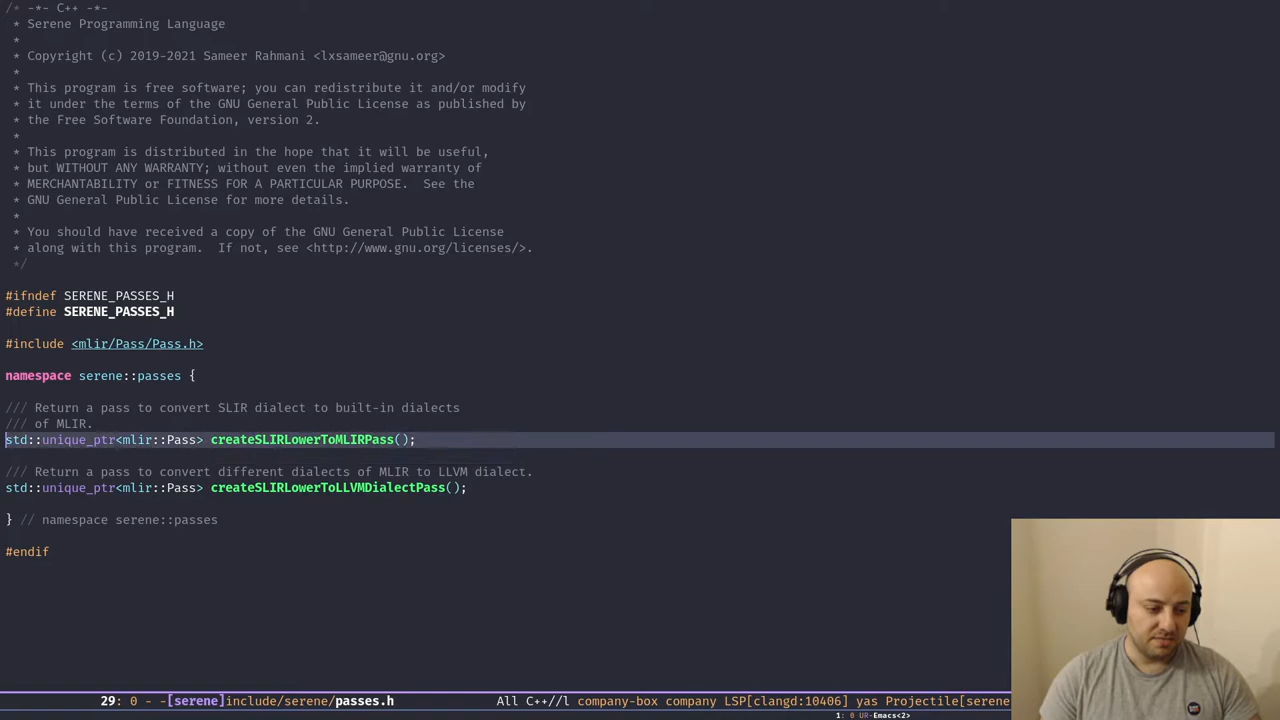 /* -*- C++ -*-
 * Serene Programming Language
 *
 * Copyright (c) 2019-2021 Sameer Rahmani <lxsameer@gnu.org>
 *
 * This program is free software; you can redistribute it and/or modify
 * it under the terms of the GNU General Public License as published by
 * the Free Software Foundation, version 2.
 *
 * This program is distributed in the hope that it will be useful,
 * but WITHOUT ANY WARRANTY; without even the implied warranty of
 * MERCHANTABILITY or FITNESS FOR A PARTICULAR PURPOSE.  See the
 * GNU General Public License for more details.
 *
 * You should have received a copy of the GNU General Public License
 * along with this program.  If not, see <http://www.gnu.org/licenses/>.
 */
#ifndef SERENE_PASSES_H
#define SERENE_PASSES_H
#include <mlir/Pass/Pass.h>
namespace serene::passes {
/// Return a pass to convert SLIR dialect to built-in dialects
/// of MLIR.
std::unique_ptr<mlir::Pass> createSLIRLowerToMLIRPass();
/// Return a pass to convert different dialects of MLIR to LLVM dialect.
std::unique_ptr<mlir::Pass> createSLIRLowerToLLVMDialectPass();
} // namespace serene::passes
#endif
29: 0 - -[serene]include/serene/passes.h All C++//l company-box company LSP[clangd:10406] yas Projectile[serene
1: 0 UR-Emacs<2>